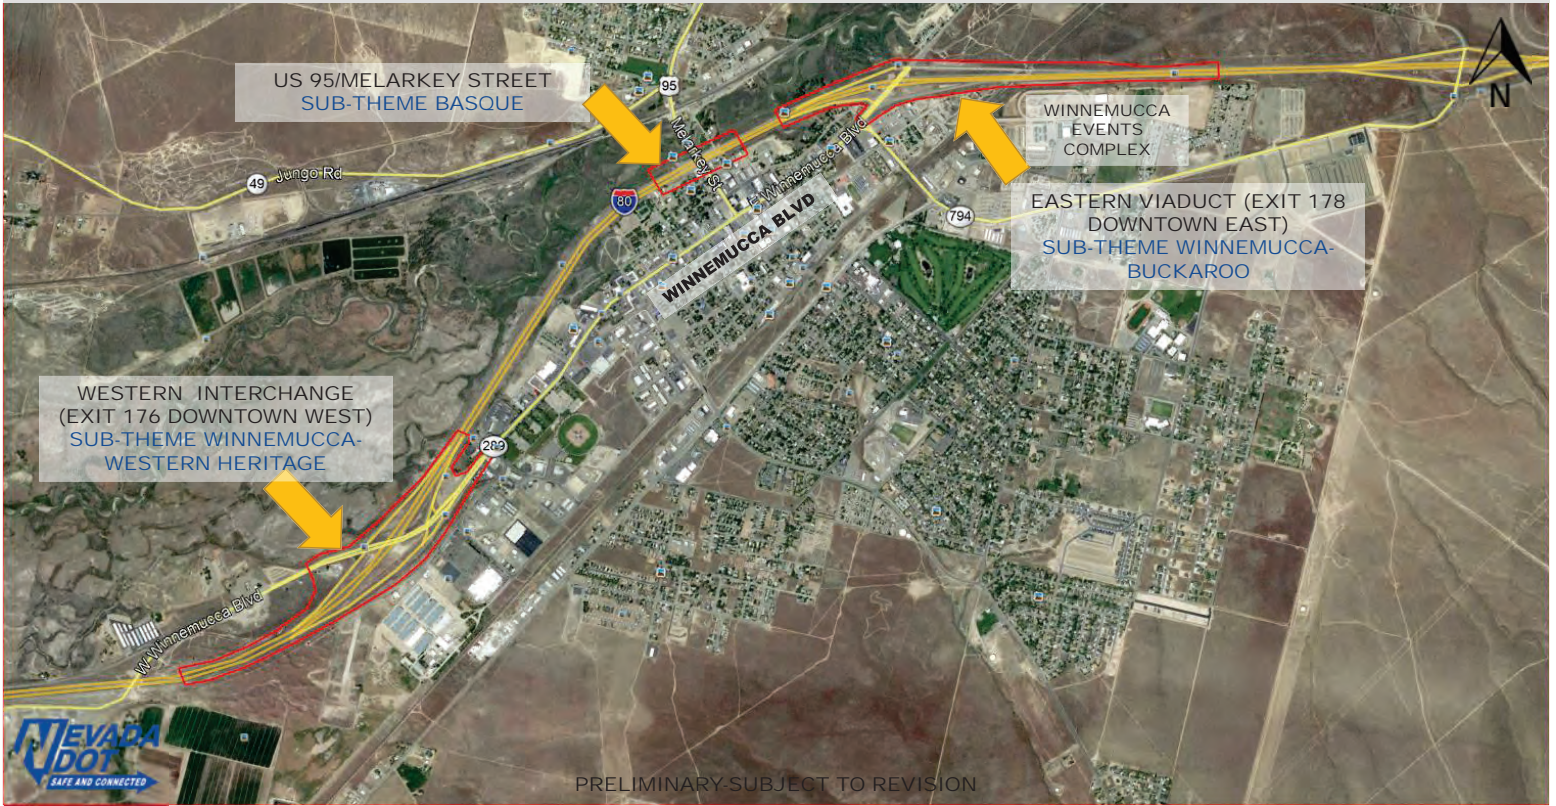 US 95/MELARKEY STREET
SUB-THEME BASQUE
95
Melarkey St
N
WINNEMUCCA
EVENTS
COMPLEX
E Winnemucca Blvd
49
Jungo Rd
80
WINNEMUCCA BLVD
794
EASTERN VIADUCT (EXIT 178
DOWNTOWN EAST)
SUB-THEME WINNEMUCCA-
BUCKAROO
WESTERN INTERCHANGE
(EXIT 176 DOWNTOWN WEST)
SUB-THEME WINNEMUCCA-
WESTERN HERITAGE
289
W Winnemucca Blvd
NEVADA
DOT
SAFE AND CONNECTED
PRELIMINARY-SUBJECT TO REVISION